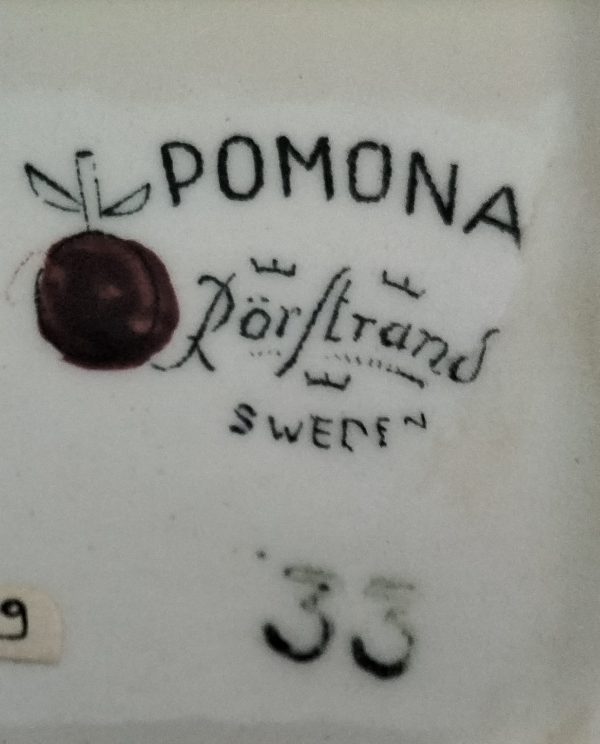 POMONA
Rörstrand
SWEDEN
33
9